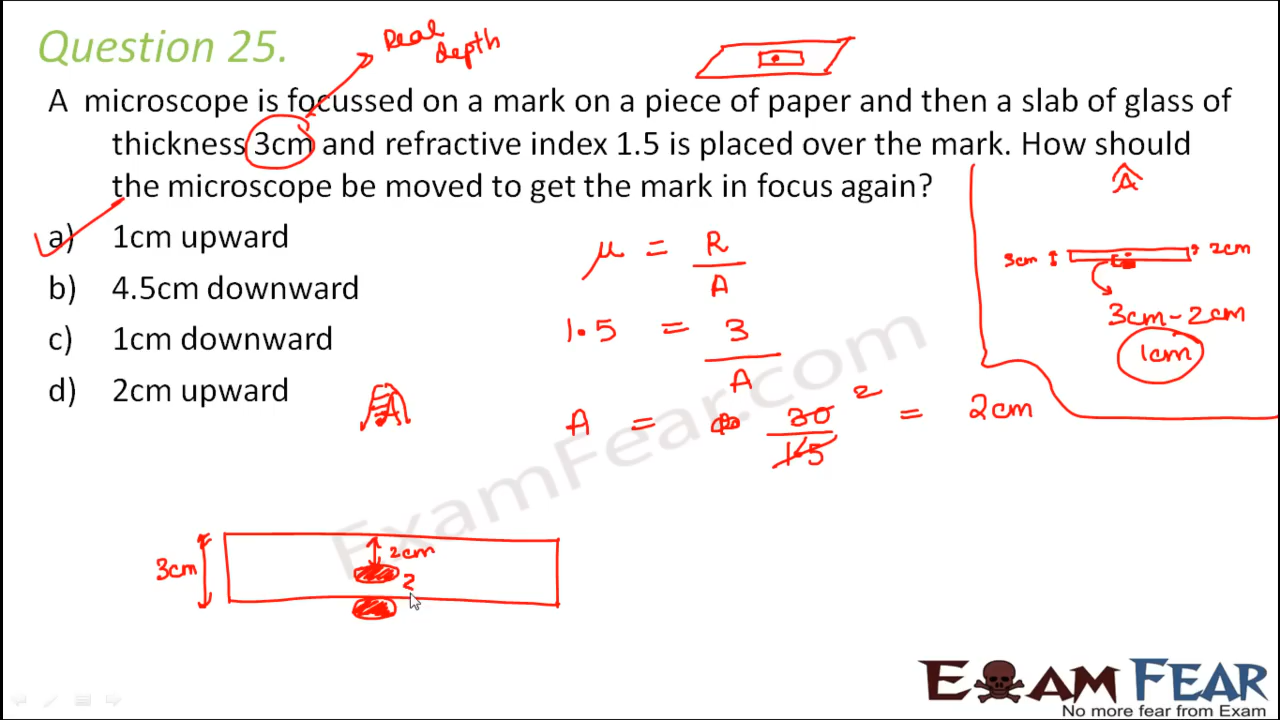 Question 25.
Real depth
A microscope is focussed on a mark on a piece of paper and then a slab of glass of
thickness 3cm and refractive index 1.5 is placed over the mark. How should
the microscope be moved to get the mark in focus again?
a) 1cm upward
b) 4.5cm downward
c) 1cm downward
d) 2cm upward
μ = R/A
1.5 = 3/A
A = 30/15 2 = 2cm
A
3cm 2cm
3cm-2cm
1cm
3cm
2cm
2
ExamFear.com
EXAM FEAR
No more fear from Exam